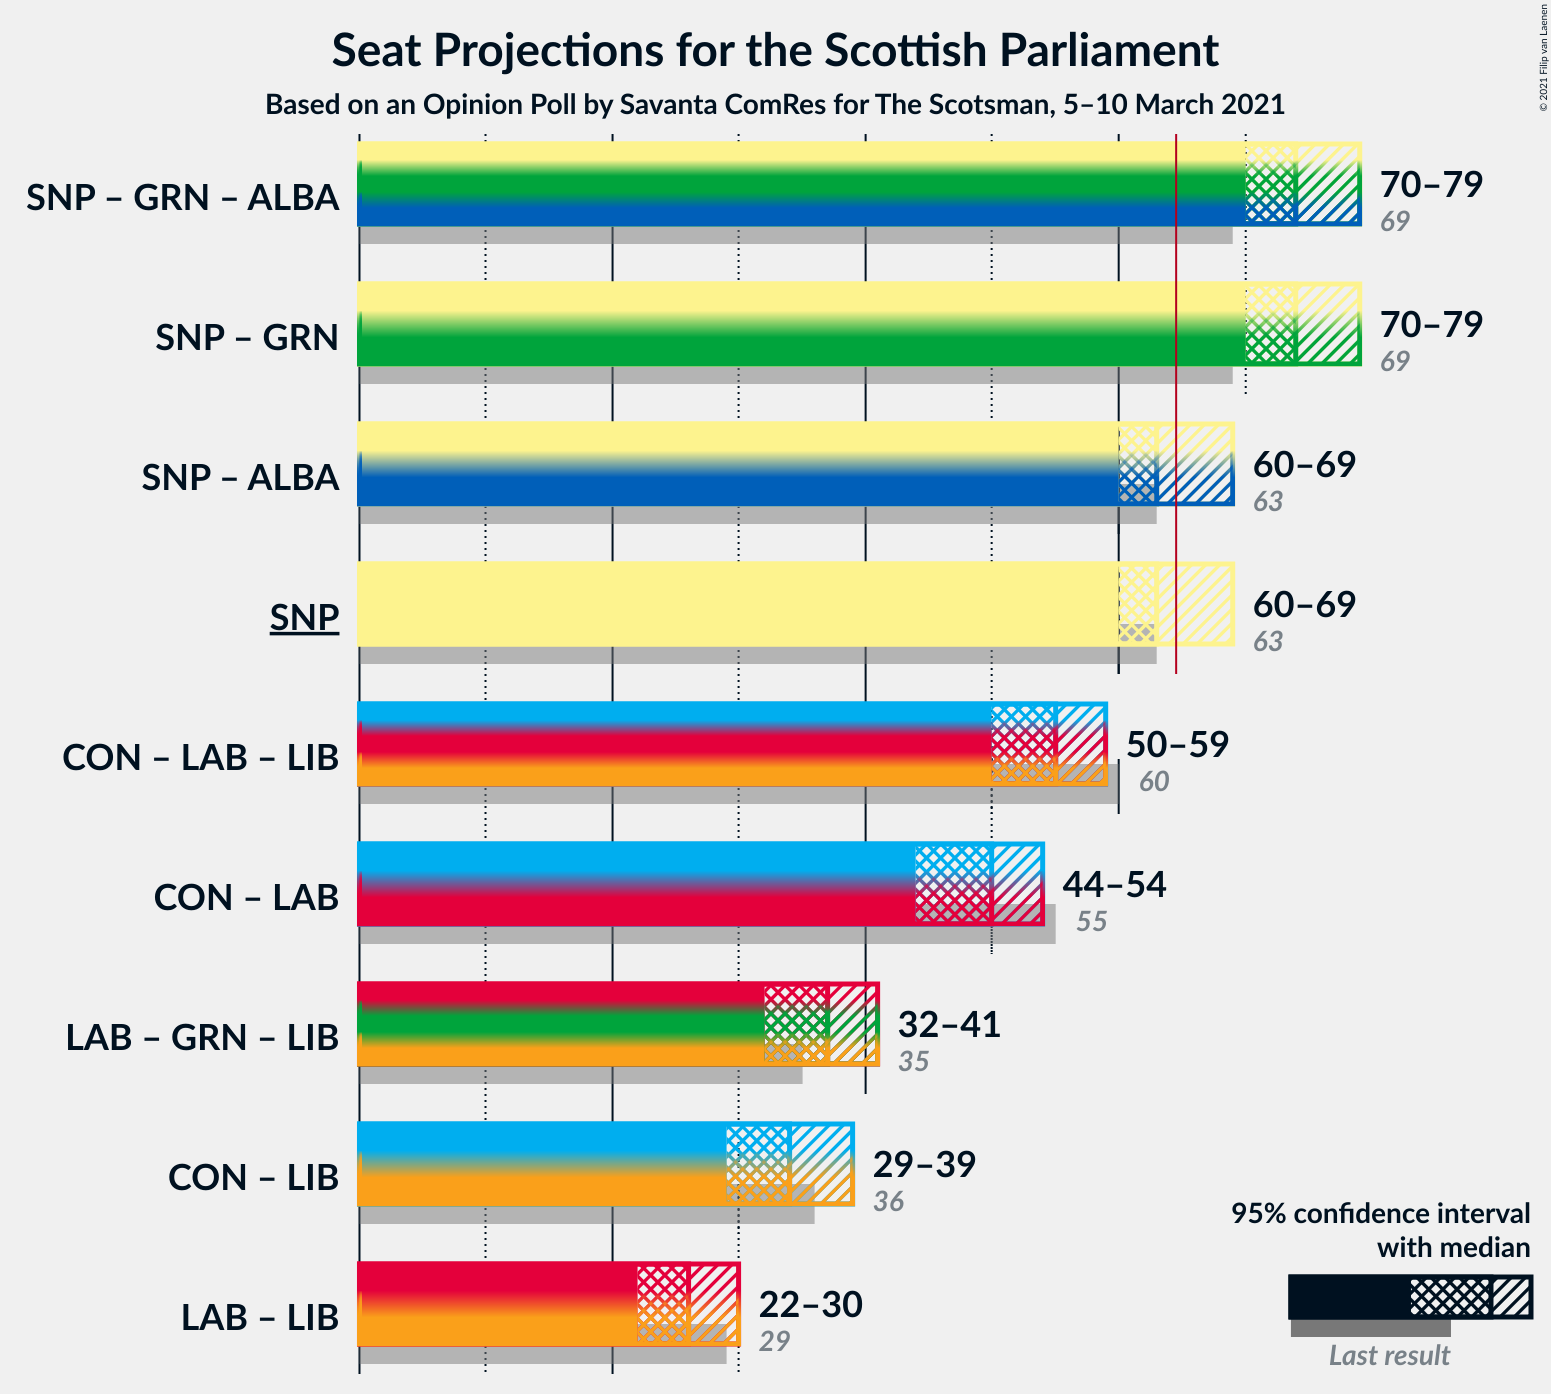 Seat Projections for the Scottish Parliament
Based on an Opinion Poll by Savanta ComRes for The Scotsman, 5–10 March 2021
© 2021 Filip van Laenen
SNP – GRN – ALBA
70–79
69
SNP – GRN
70–79
69
SNP – ALBA
60–69
63
SNP
60–69
63
CON – LAB – LIB
50–59
60
CON – LAB
44–54
55
LAB – GRN – LIB
32–41
35
CON – LIB
29–39
36
LAB – LIB
22–30
29
95% confidence interval
with median
Last result